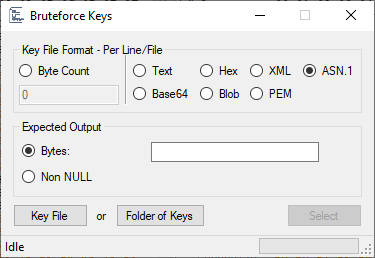 Bruteforce Keys
Key File Format - Per Line/File
Byte Count Text Hex XML ASN.1
0 Base64 Blob PEM
Expected Output
Bytes:
Non NULL
Key File or Folder of Keys Select
Idle